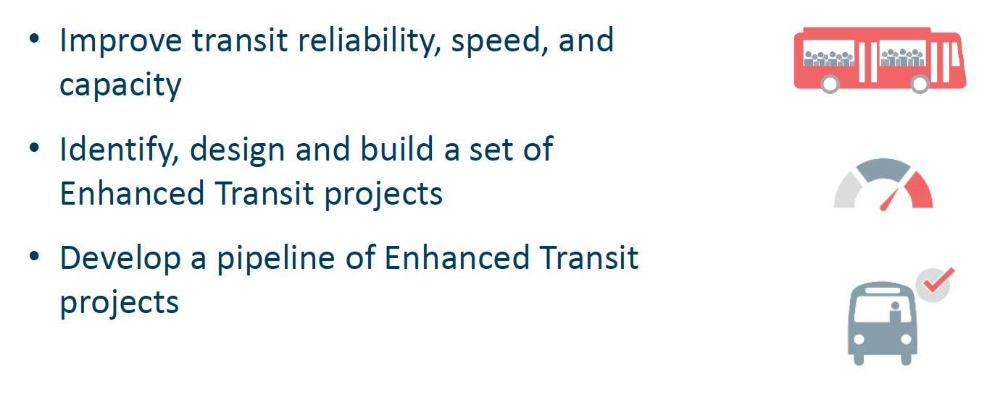 • Improve transit reliability, speed, and
capacity
• Identify, design and build a set of
Enhanced Transit projects
• Develop a pipeline of Enhanced Transit
projects